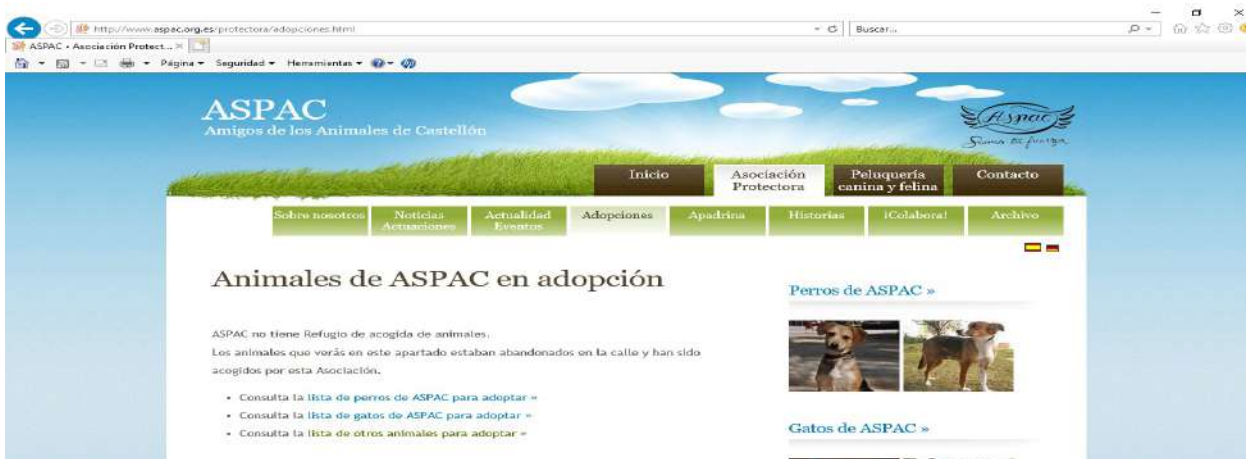 http://www.aspac.org.es/protectora/adopciones.html
Buscar...
ASPAC - Asociación Protect...
Página
Seguridad
Herramientas
ASPAC
Amigos de los Animales de Castellón
Aspac
Inicio
Asociación
Protectora
Peluquería
canina y felina
Contacto
Sobre nosotros
Noticias
Actuaciones
Actualidad
Eventos
Adopciones
Apadrina
Historias
¡Colabora!
Archivo
Animales de ASPAC en adopción
ASPAC no tiene Refugio de acogida de animales.
Los animales que verás en este apartado estaban abandonados en la calle y han sido
acogidos por esta Asociación.
• Consulta la lista de perros de ASPAC para adoptar »
• Consulta la lista de gatos de ASPAC para adoptar »
• Consulta la lista de otros animales para adoptar »
Perros de ASPAC »
Gatos de ASPAC »